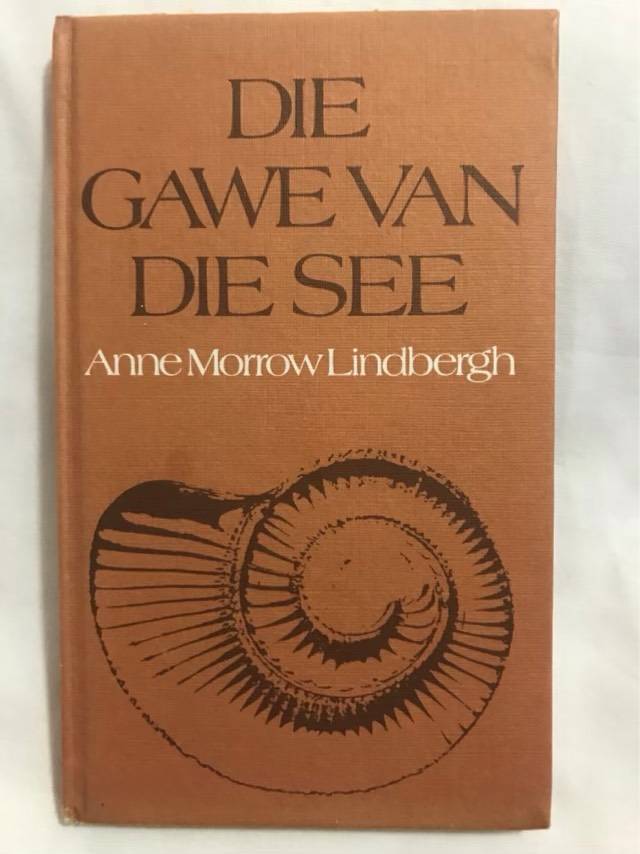 DIE
GAWE VAN
DIE SEE
Anne Morrow Lindbergh